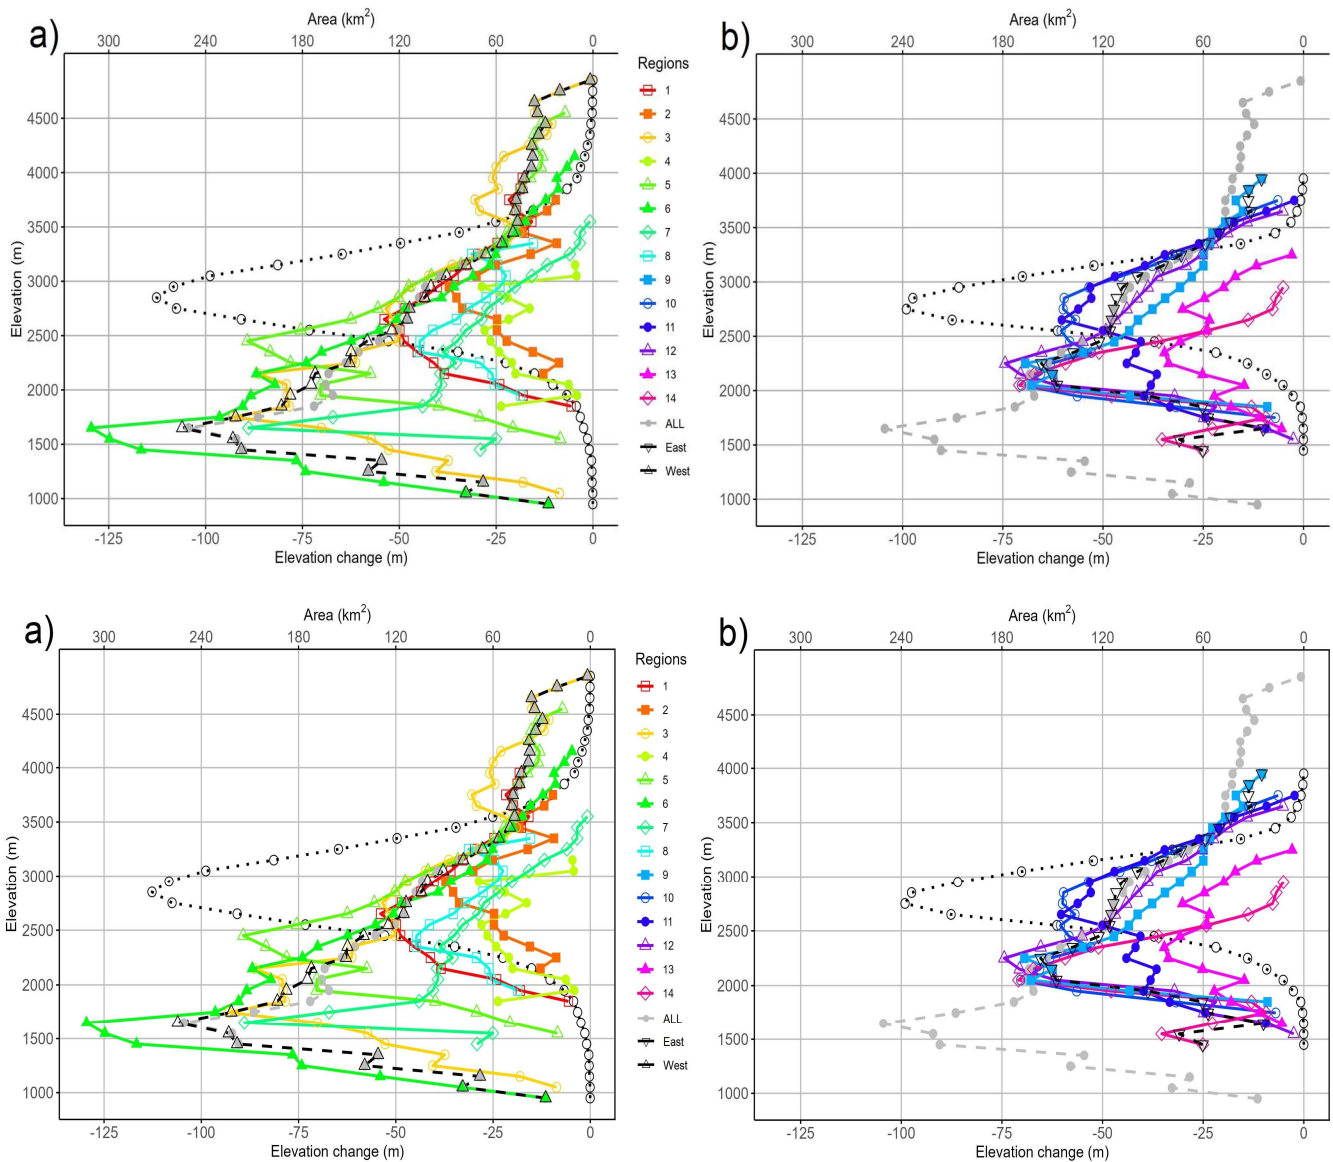 a)
Area (km2)
300 240 180 120 60 0
Elevation (m)
4500
4000
3500
3000
2500
2000
1500
1000
-125 -100 -75 -50 -25 0
Elevation change (m)
Regions
1
2
3
4
5
6
7
8
9
10
11
12
13
14
ALL
East
West
b)
Area (km2)
300 240 180 120 60 0
Elevation (m)
4500
4000
3500
3000
2500
2000
1500
1000
-125 -100 -75 -50 -25 0
Elevation change (m)
a)
Area (km2)
300 240 180 120 60 0
Elevation (m)
4500
4000
3500
3000
2500
2000
1500
1000
-125 -100 -75 -50 -25 0
Elevation change (m)
Regions
1
2
3
4
5
6
7
8
9
10
11
12
13
14
ALL
East
West
b)
Area (km2)
300 240 180 120 60 0
Elevation (m)
4500
4000
3500
3000
2500
2000
1500
1000
-125 -100 -75 -50 -25 0
Elevation change (m)